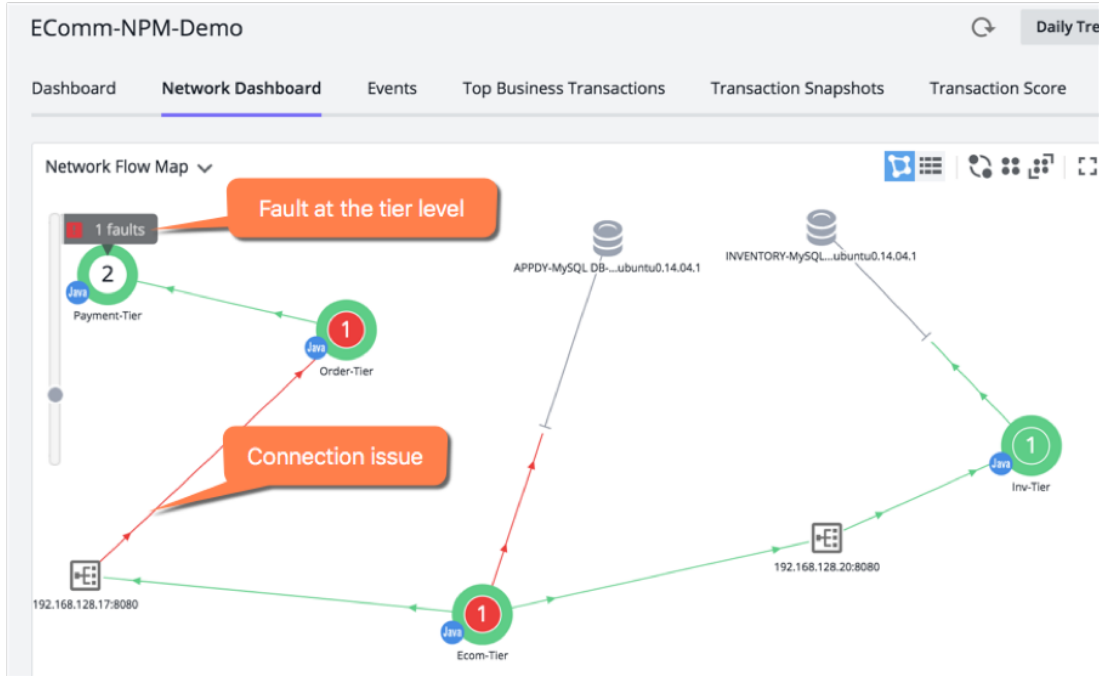 EComm-NPM-Demo
Daily Tre
Dashboard
Network Dashboard
Events
Top Business Transactions
Transaction Snapshots
Transaction Score
Network Flow Map
Fault at the tier level
1 faults
2
Java
Payment-Tier
1
Java
Order-Tier
APPDY-MySQL DB-...ubuntu0.14.04.1
INVENTORY-MySQL...ubuntu0.14.04.1
Connection issue
1
Java
Inv-Tier
192.168.128.17:8080
192.168.128.20:8080
1
Java
Ecom-Tier